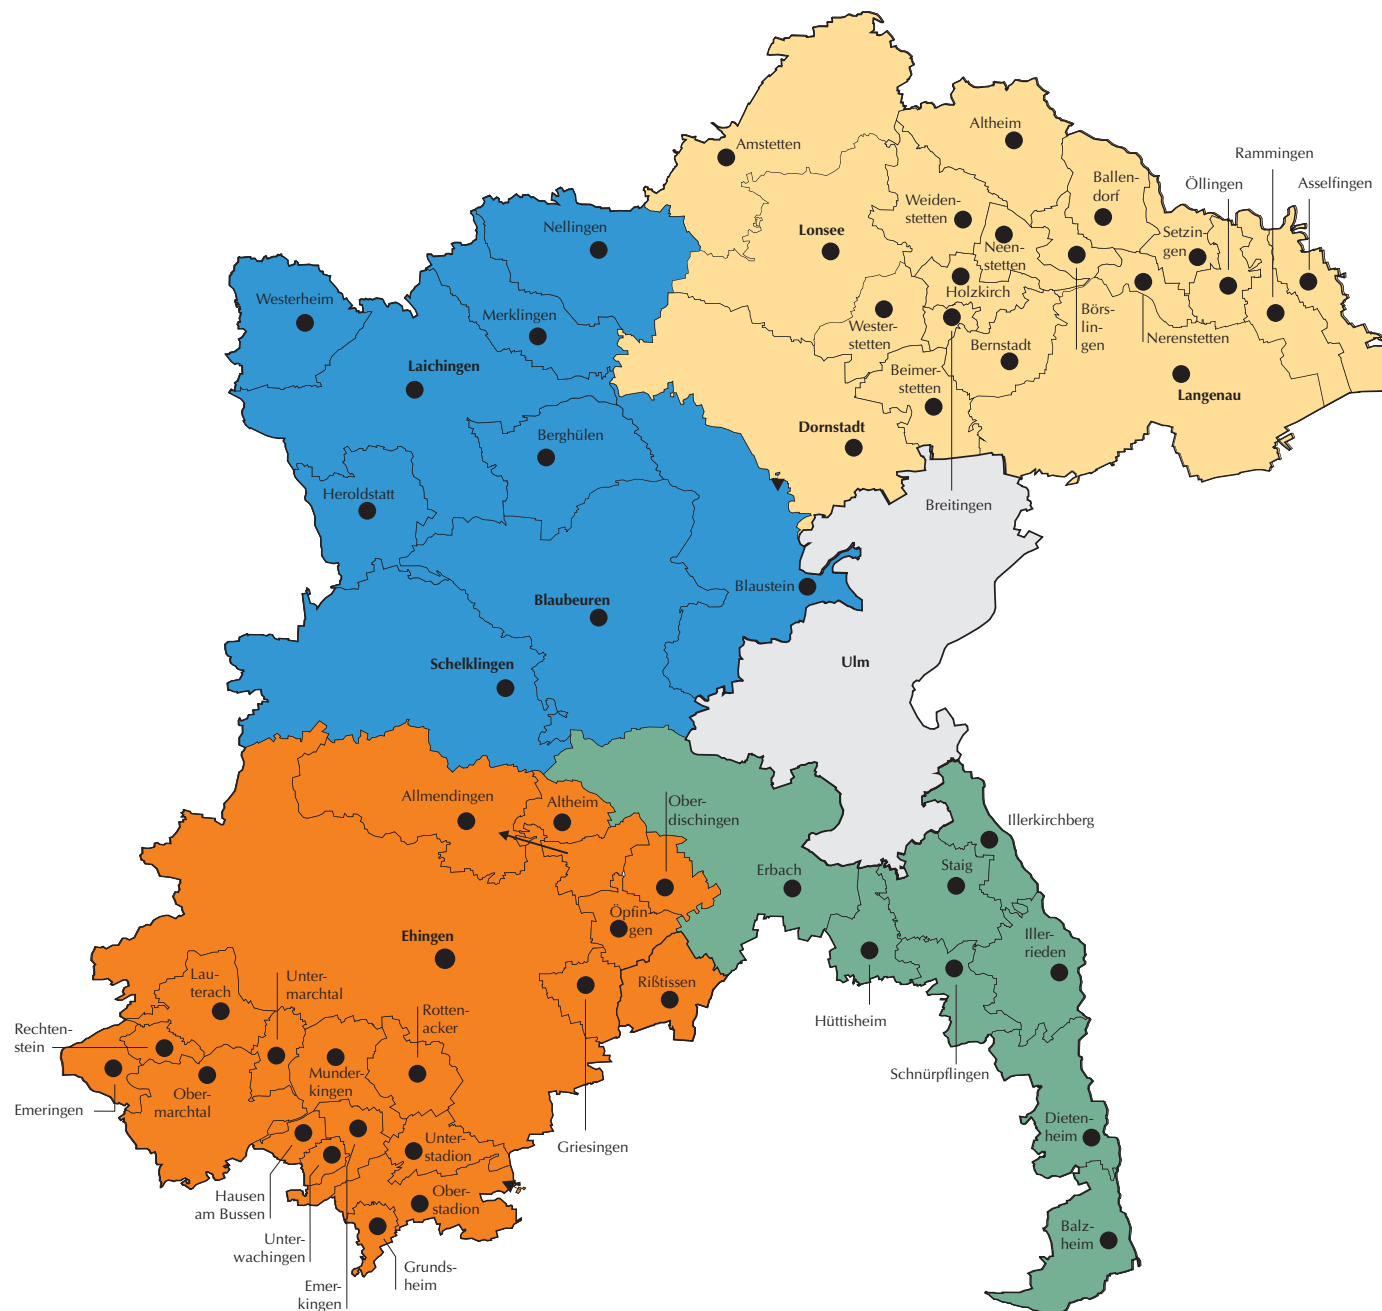 Altheim
Amstetten
Rammingen
Ballen-
dorf
Öllingen
Asselfingen
Weiden-
stetten
Nellingen
Lonsee
Neen-
stetten
Setzin-
gen
Westerheim
Holzkirch
Merklingen
Wester-
stetten
Börs-
lin-
gen
Nerenstetten
Bernstadt
Laichingen
Beimer-
stetten
Langenau
Dornstadt
Berghülen
Heroldstatt
Breitingen
Blaustein
Blaubeuren
Schelklingen
Ulm
Allmendingen
Altheim
Ober-
dischingen
Illerkirchberg
Erbach
Staig
Öpfin
gen
Ehingen
Iller-
rieden
Lau-
terach
Unter-
marchtal
Rißtissen
Rotten-
acker
Rechten-
stein
Hüttisheim
Munder-
kingen
Schnürpflingen
Ober-
marchtal
Emeringen
Dieten-
heim
Griesingen
Unter-
stadion
Hausen
am Bussen
Ober-
stadion
Unter-
wachingen
Balz-
heim
Grunds-
heim
Emer-
kingen